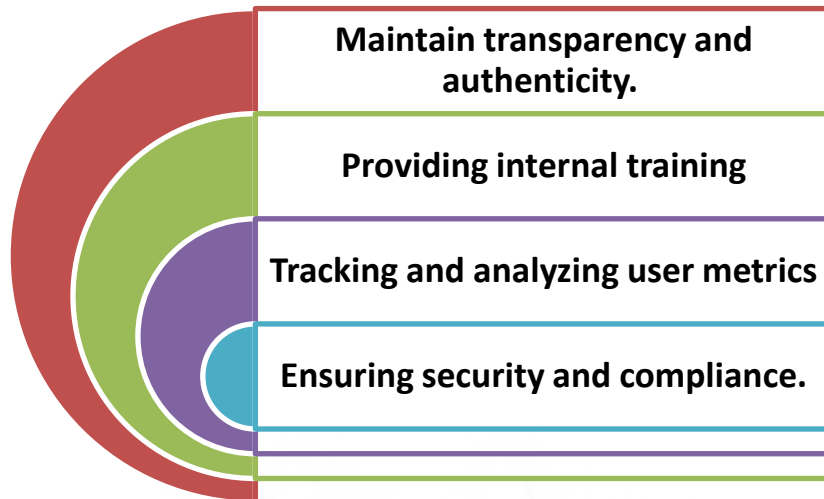 Maintain transparency and
authenticity.
Providing internal training
Tracking and analyzing user metrics
Ensuring security and compliance.